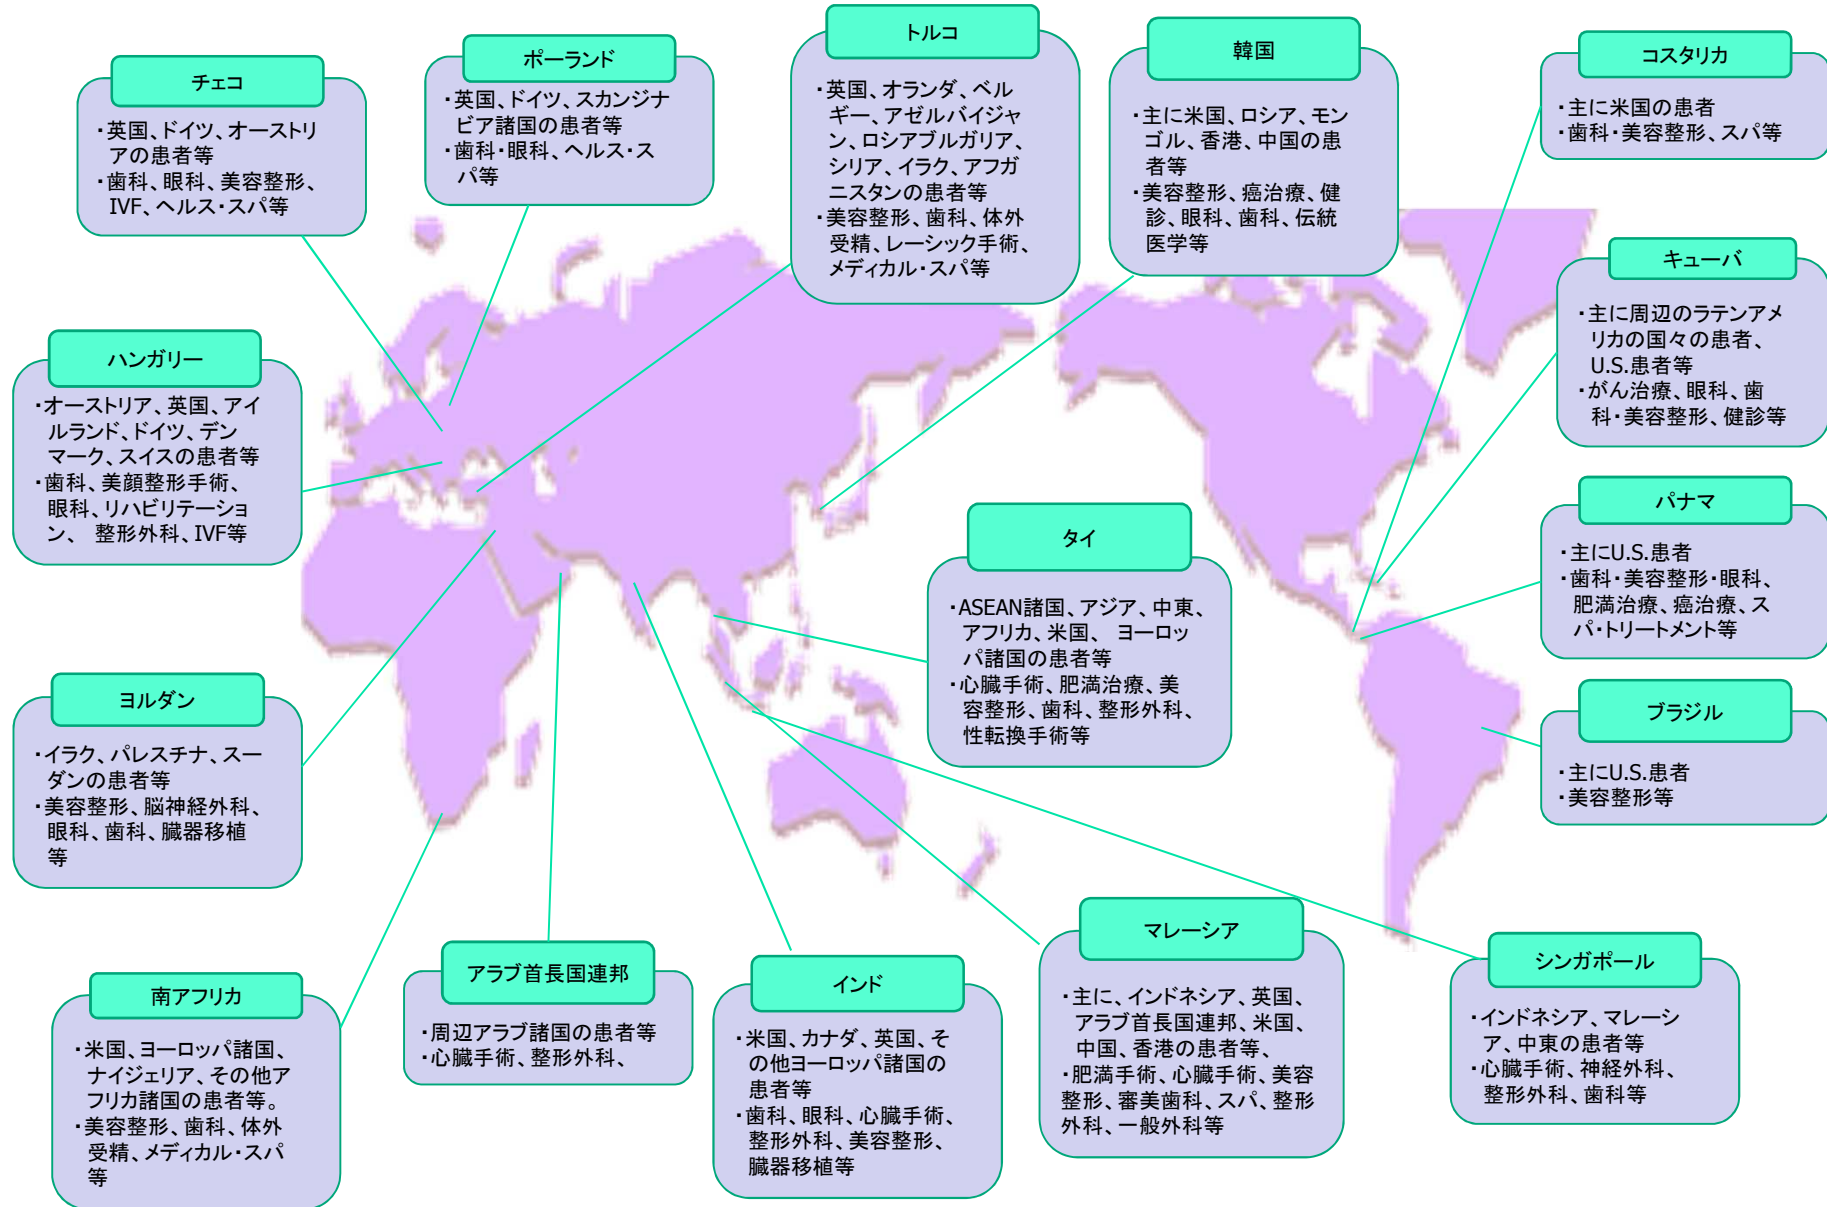 チェコ
・英国、ドイツ、オーストリ
アの患者等
・歯科、眼科、美容整形、
IVF、ヘルス・スパ等
ポーランド
・英国、ドイツ、スカンジナ
ビア諸国の患者等
・歯科・眼科、ヘルス・ス
パ等
トルコ
・英国、オランダ、ベル
ギー、アゼルバイジャ
ン、ロシアブルガリア、
シリア、イラク、アフガ
ニスタンの患者等
・美容整形、歯科、体外
受精、レーシック手術、
メディカル・スパ等
韓国
・主に米国、ロシア、モン
ゴル、香港、中国の患
者等
・美容整形、癌治療、健
診、眼科、歯科、伝統
医学等
コスタリカ
・主に米国の患者
・歯科・美容整形、スパ等
キューバ
・主に周辺のラテンアメ
リカの国々の患者、
U.S.患者等
・がん治療、眼科、歯
科・美容整形、健診等
ハンガリー
・オーストリア、英国、アイ
ルランド、ドイツ、デン
マーク、スイスの患者等
・歯科、美顔整形手術、
眼科、リハビリテーショ
ン、 整形外科、IVF等
パナマ
・主にU.S.患者
・歯科・美容整形・眼科、
肥満治療、癌治療、ス
パ・トリートメント等
タイ
・ASEAN諸国、アジア、中東、
アフリカ、米国、 ヨーロッ
パ諸国の患者等
・心臓手術、肥満治療、美
容整形、歯科、整形外科、
性転換手術等
ヨルダン
・イラク、パレスチナ、スー
ダンの患者等
・美容整形、脳神経外科、
眼科、歯科、臓器移植
等
ブラジル
・主にU.S.患者
・美容整形等
南アフリカ
・米国、ヨーロッパ諸国、
ナイジェリア、その他ア
フリカ諸国の患者等。
・美容整形、歯科、体外
受精、メディカル・スパ
等
アラブ首長国連邦
・周辺アラブ諸国の患者等
・心臓手術、整形外科、
インド
・米国、カナダ、英国、そ
の他ヨーロッパ諸国の
患者等
・歯科、眼科、心臓手術、
整形外科、美容整形、
臓器移植等
マレーシア
・主に、インドネシア、英国、
アラブ首長国連邦、米国、
中国、香港の患者等、
・肥満手術、心臓手術、美容
整形、審美歯科、スパ、整形
外科、一般外科等
シンガポール
・インドネシア、マレーシ
ア、中東の患者等
・心臓手術、神経外科、
整形外科、歯科等